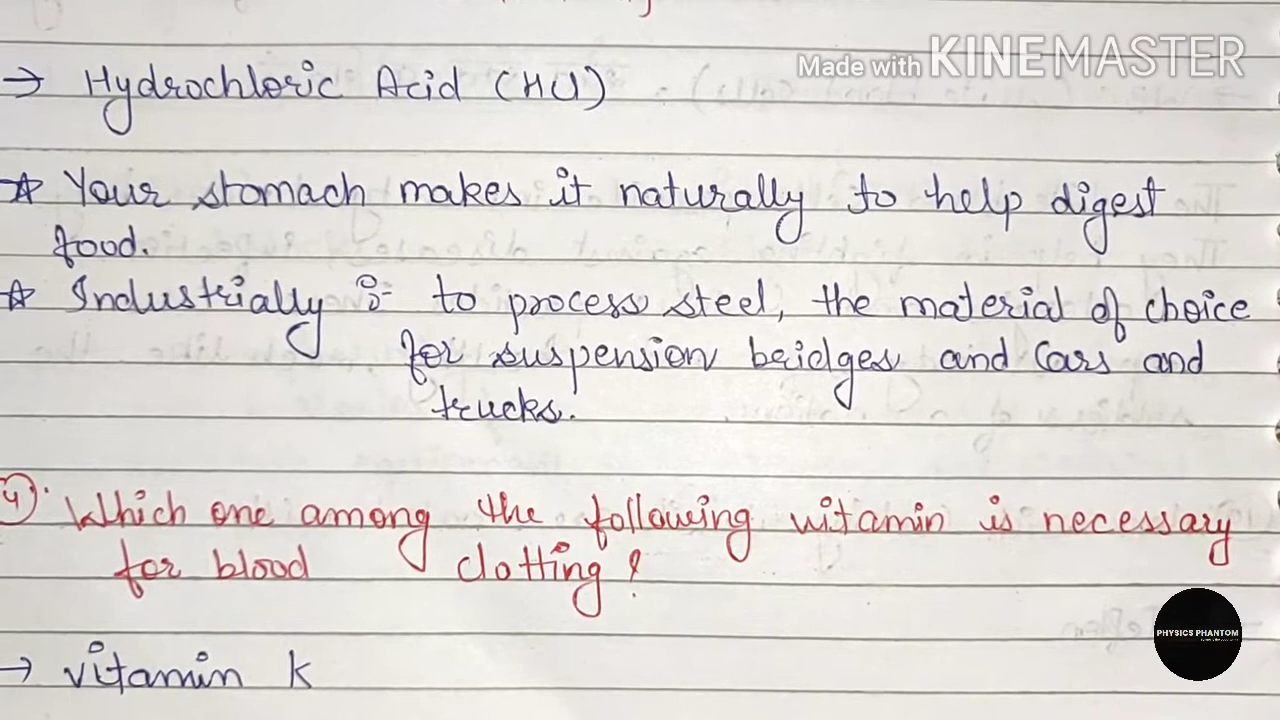 Made with KINEMASTER
→ Hydrochloric Acid (HCl)
☆ Your stomach makes it naturally to help digest
food.
☆ Industrially :- to process steel, the material of choice
for suspension bridges and Cars and
trucks.
4) Which one among the following vitamin is necessary
for blood clotting?
PHYSICS PHANTOM
→ Vitamin K